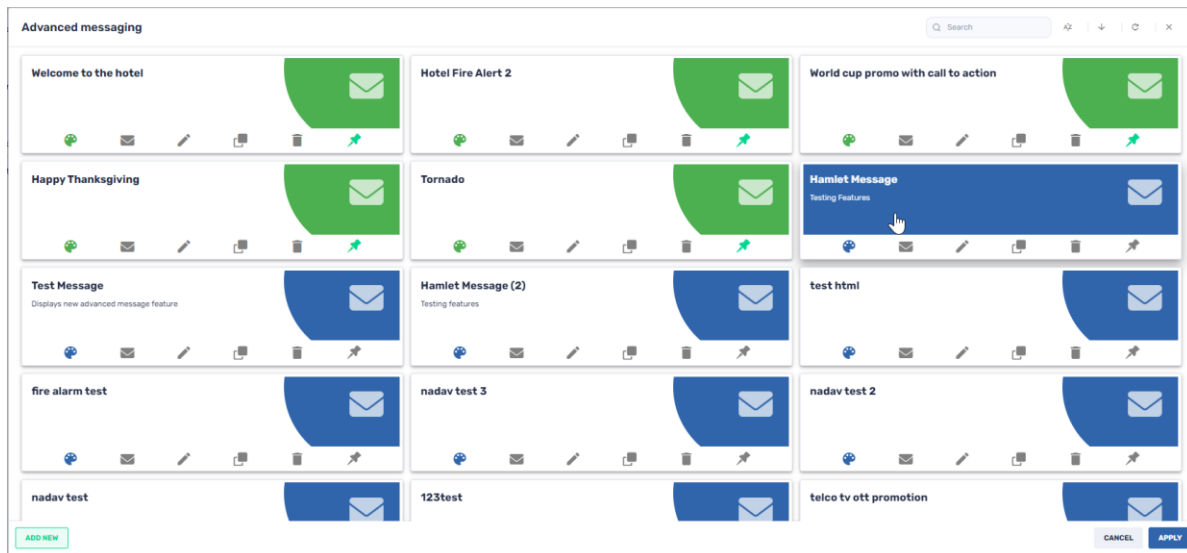 Advanced messaging
Search
Welcome to the hotel
Hotel Fire Alert 2
World cup promo with call to action
Happy Thanksgiving
Tornado
Hamlet Message
Testing Features
Test Message
Displays new advanced message feature
Hamlet Message (2)
Testing features
test html
fire alarm test
nadav test 3
nadav test 2
nadav test
123test
telco tv ott promotion
ADD NEW
CANCEL
APPLY